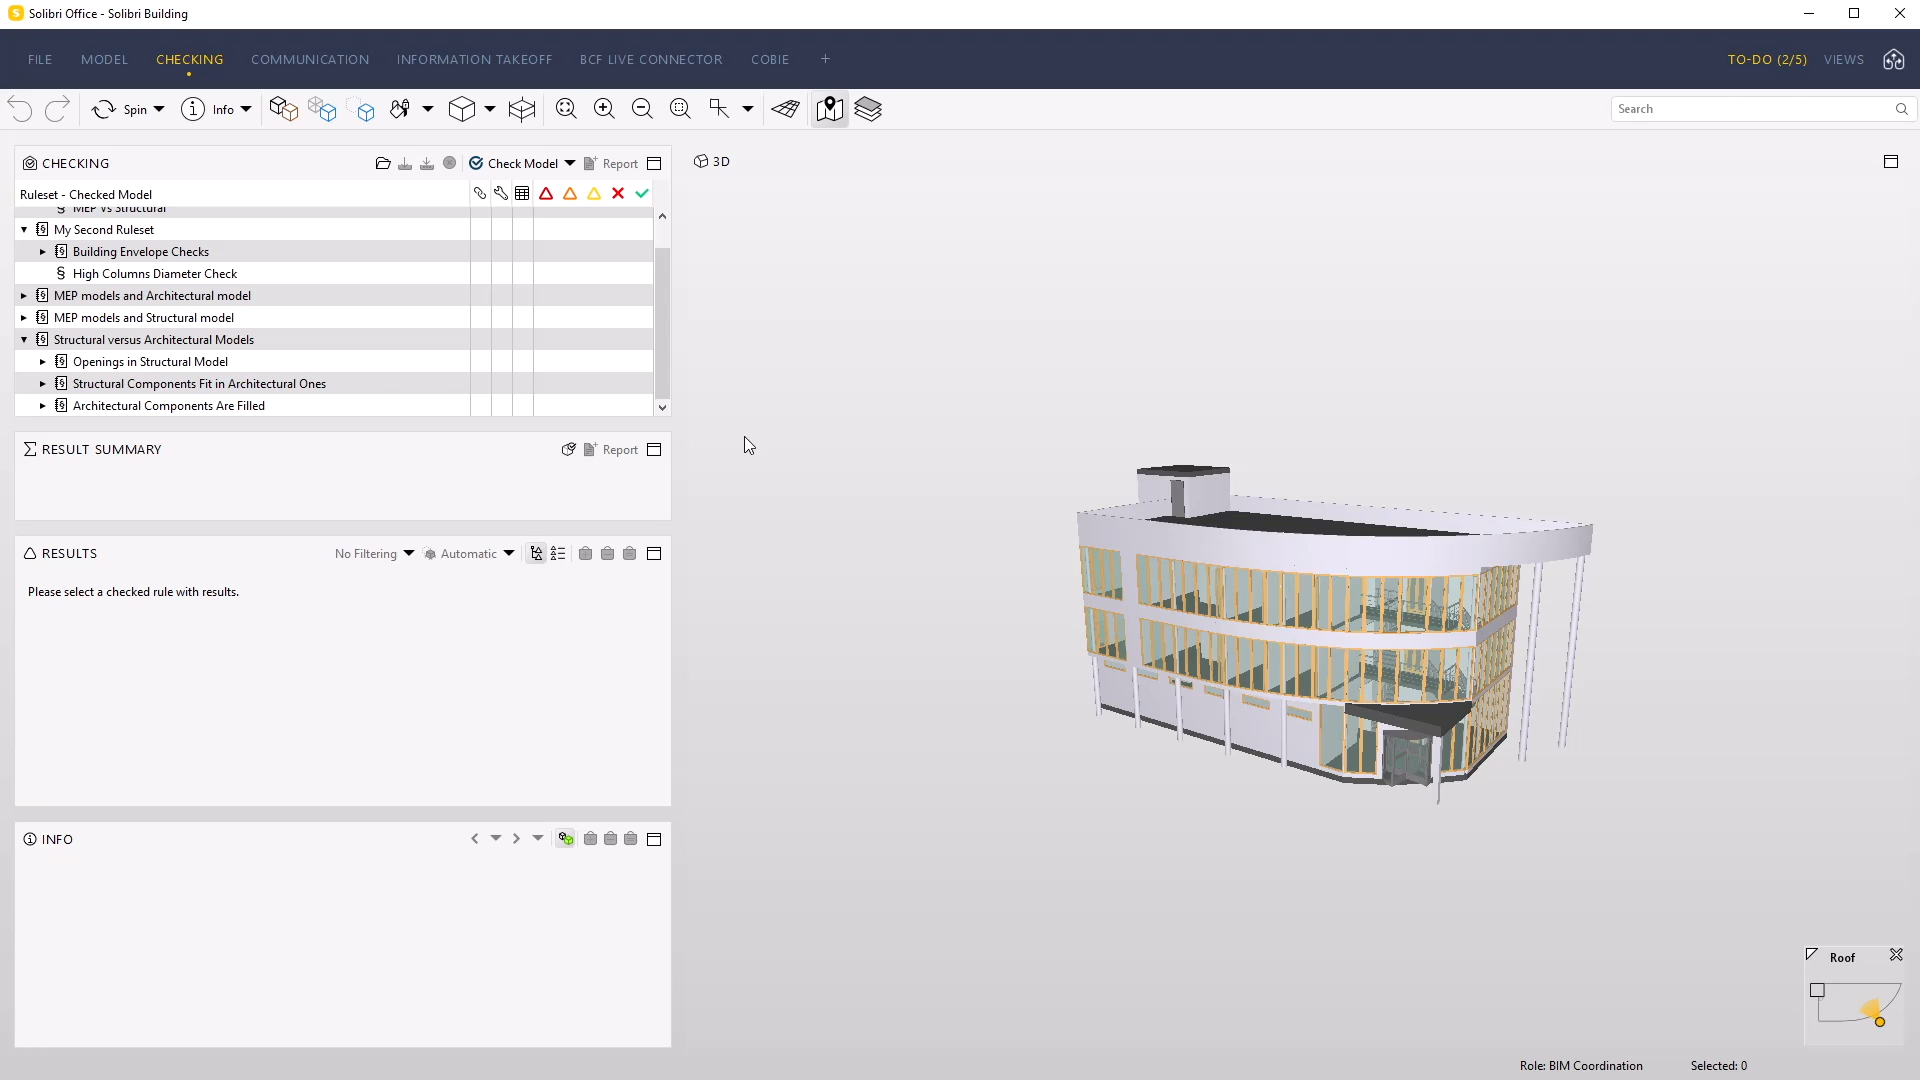 Solibri Office - Solibri Building
FILE MODEL CHECKING COMMUNICATION INFORMATION TAKEOFF BCF LIVE CONNECTOR COBIE + TO-DO (2/5) VIEWS
Spin Info Search
CHECKING Check Model Report
3D
Ruleset - Checked Model
MEP Vs Structural
My Second Ruleset
Building Envelope Checks
§ High Columns Diameter Check
MEP models and Architectural model
MEP models and Structural model
Structural versus Architectural Models
Openings in Structural Model
Structural Components Fit in Architectural Ones
Architectural Components Are Filled
RESULT SUMMARY Report
RESULTS No Filtering Automatic
Please select a checked rule with results.
INFO
Roof
Role: BIM Coordination Selected: 0